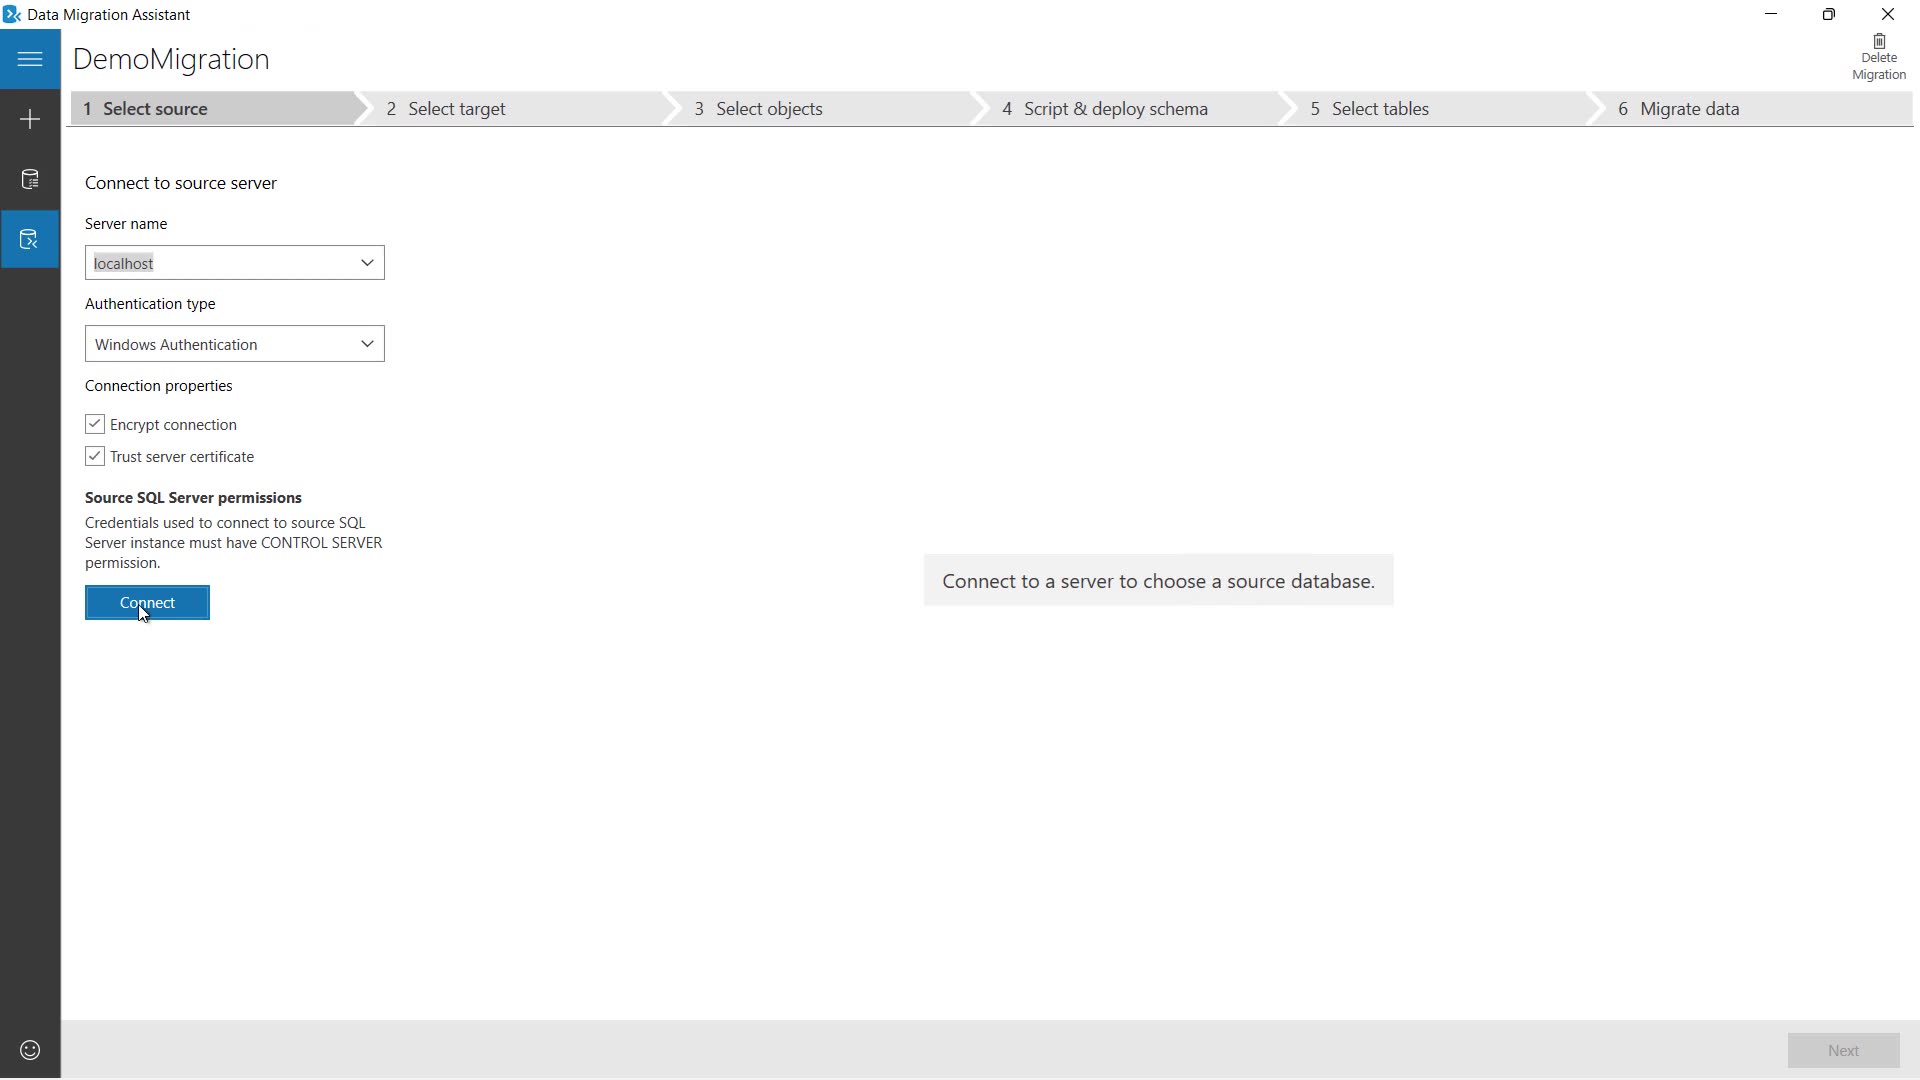 Data Migration Assistant
DemoMigration
Delete
Migration
1 Select source
2 Select target
3 Select objects
4 Script & deploy schema
5 Select tables
6 Migrate data
Connect to source server
Server name
localhost
Authentication type
Windows Authentication
Connection properties
Encrypt connection
Trust server certificate
Source SQL Server permissions
Credentials used to connect to source SQL
Server instance must have CONTROL SERVER
permission.
Connect
Connect to a server to choose a source database.
Next